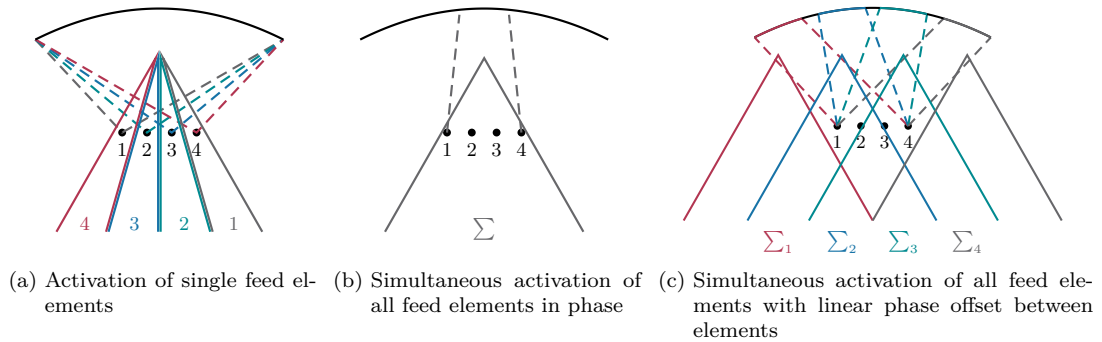 1 2 3 4
4 3 2 1
(a) Activation of single feed el-
ements
1 2 3 4
∑
(b) Simultaneous activation of
all feed elements in phase
1 2 3 4
∑1 ∑2 ∑3 ∑4
(c) Simultaneous activation of all feed ele-
ments with linear phase offset between
elements